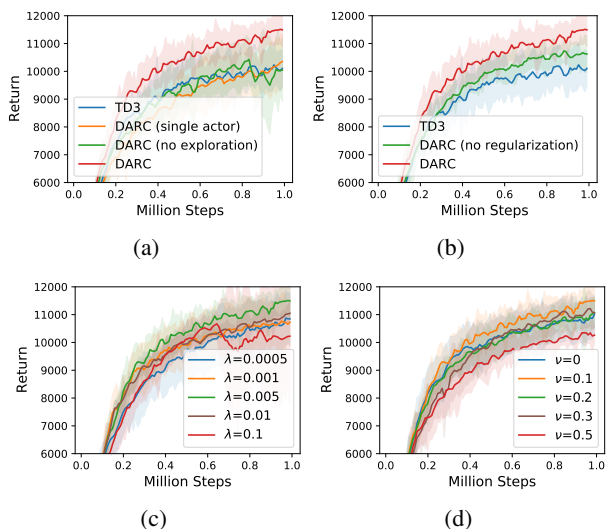 12000
11000
10000
9000
8000
7000
6000
Return
0.0 0.2 0.4 0.6 0.8 1.0
Million Steps
TD3
DARC (single actor)
DARC (no exploration)
DARC
(a)
12000
11000
10000
9000
8000
7000
6000
Return
0.0 0.2 0.4 0.6 0.8 1.0
Million Steps
TD3
DARC (no regularization)
DARC
(b)
12000
11000
10000
9000
8000
7000
6000
Return
0.0 0.2 0.4 0.6 0.8 1.0
Million Steps
λ=0.0005
λ=0.001
λ=0.005
λ=0.01
λ=0.1
(c)
12000
11000
10000
9000
8000
7000
6000
Return
0.0 0.2 0.4 0.6 0.8 1.0
Million Steps
ν=0
ν=0.1
ν=0.2
ν=0.3
ν=0.5
(d)